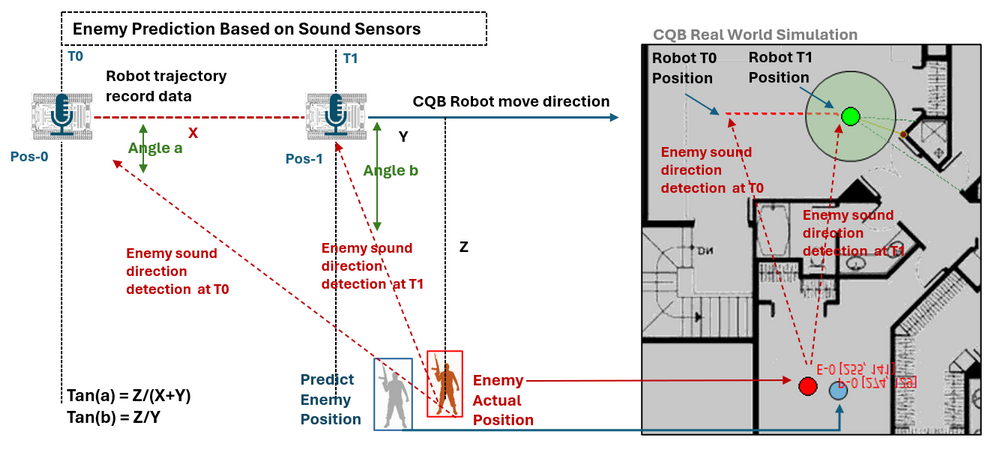 Enemy Prediction Based on Sound Sensors
T0
T1
Robot trajectory
record data
CQB Robot move direction
X
Y
Pos-0
Angle a
Pos-1
Angle b
Z
Enemy sound
direction
detection at T0
Enemy sound
direction
detection at T1
Tan(a) = Z/(X+Y)
Tan(b) = Z/Y
Predict
Enemy
Position
Enemy
Actual
Position
CQB Real World Simulation
Robot T0
Position
Robot T1
Position
Enemy sound
direction
detection at T0
Enemy sound
direction
detection at T1
DN
E-0 [255, 141]
P-0 [274, 129]